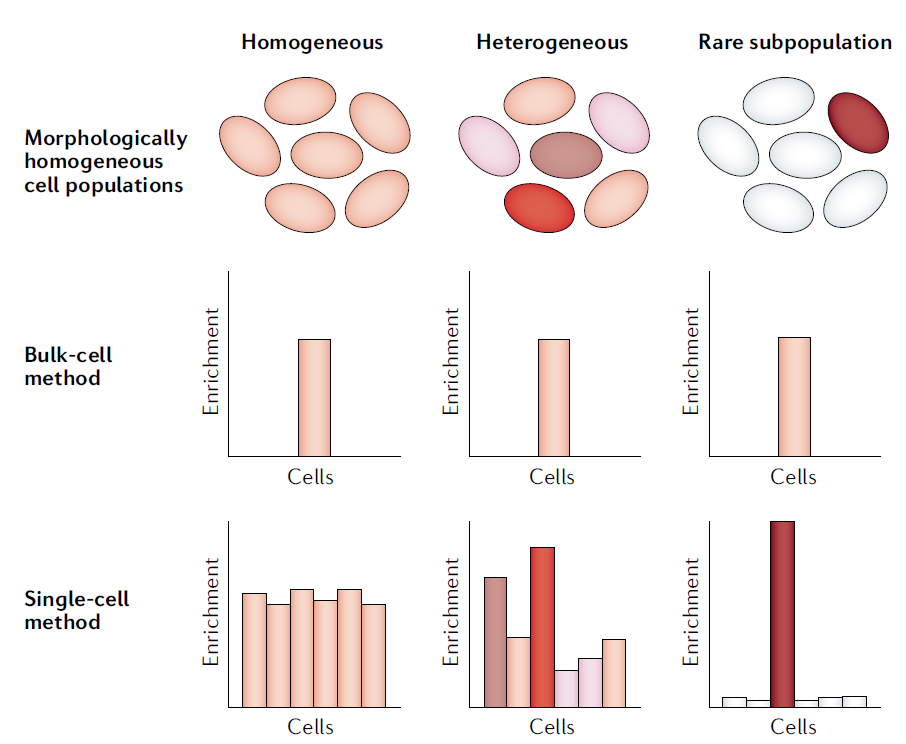 Homogeneous
Heterogeneous
Rare subpopulation
Morphologically
homogeneous
cell populations
Bulk-cell
method
Enrichment
Cells
Enrichment
Cells
Enrichment
Cells
Single-cell
method
Enrichment
Cells
Enrichment
Cells
Enrichment
Cells